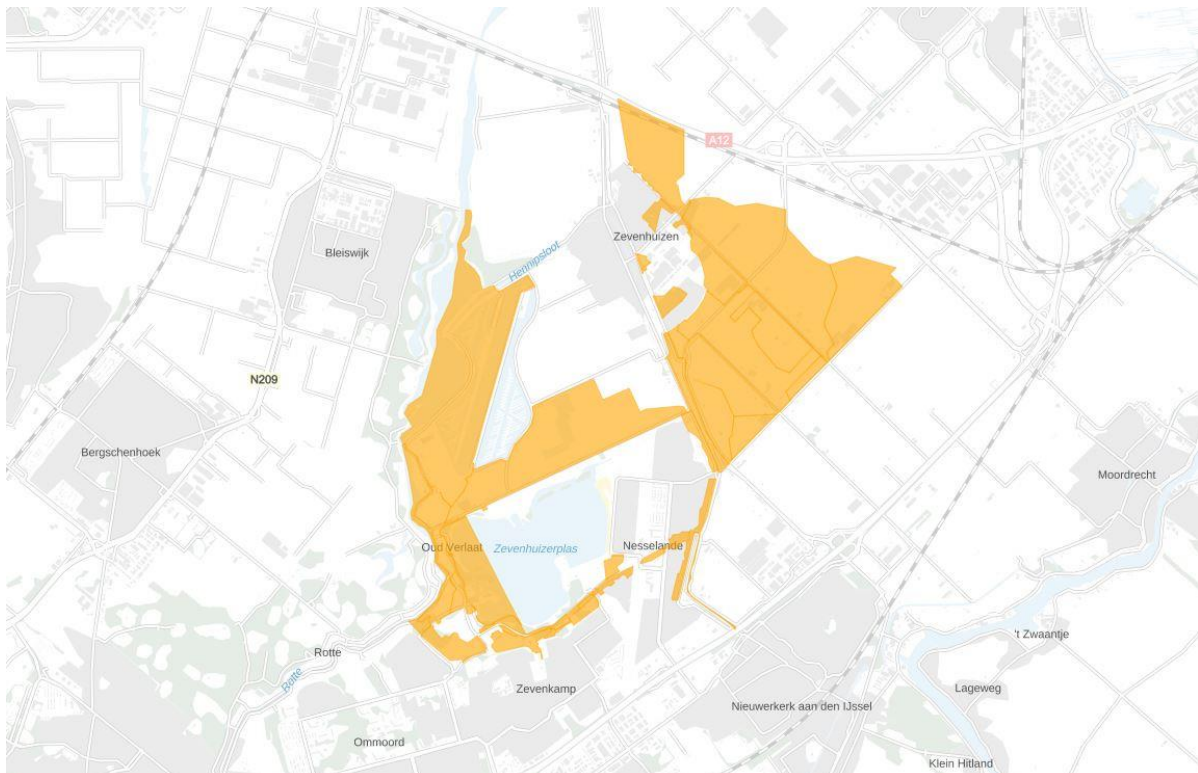 A12
Zevenhuizen
Bleiswijk
Hennipsloot
N209
Bergschenhoek
Moordrecht
Oud Verlaat
Zevenhuizerplas
Nesselande
't Zwaantje
Rotte
Rotte
Zevenkamp
Lageweg
Nieuwerkerk aan den IJssel
Ommoord
Klein Hitland